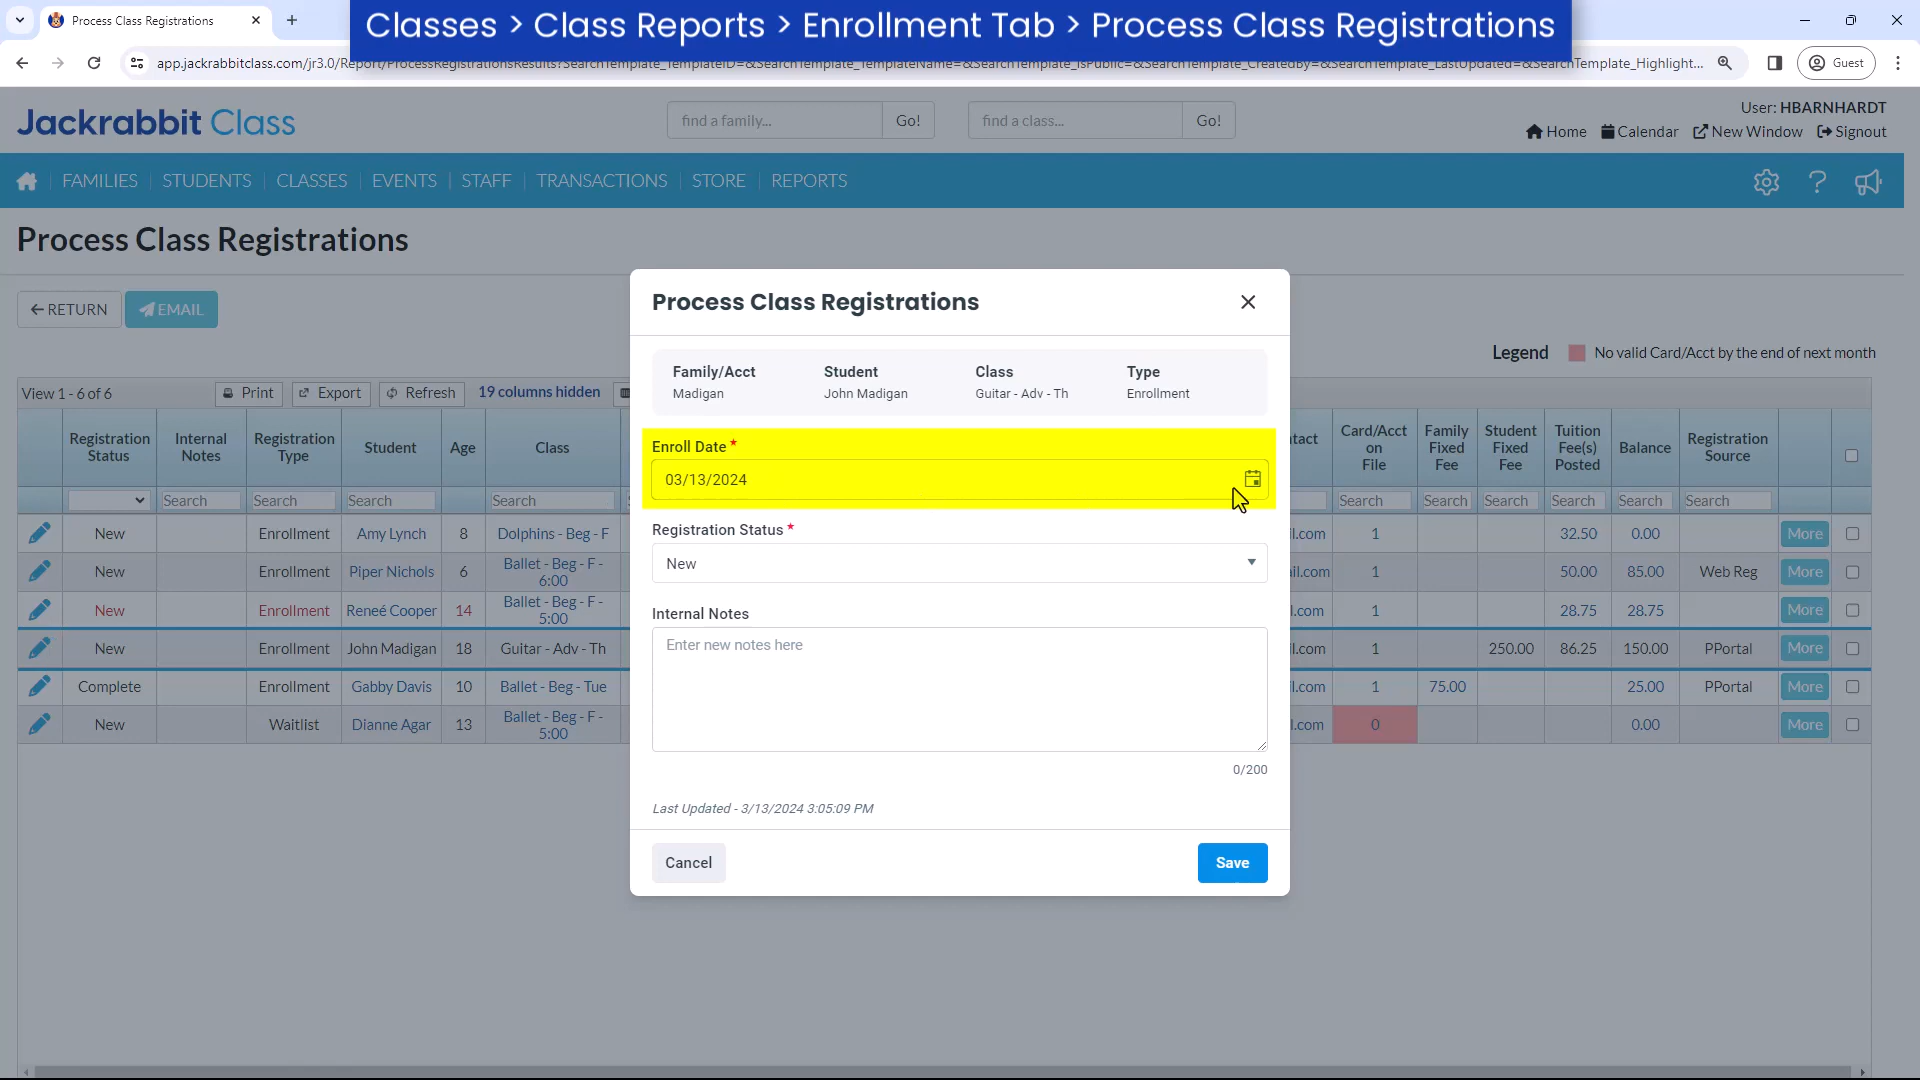 Process Class Registrations
Classes > Class Reports > Enrollment Tab > Process Class Registrations
app.jackrabbitclass.com/jr3.0/Report/ProcessRegistrationsResults?SearchTemplate_TemplateID=&SearchTemplate_TemplateName=&SearchTemplate_IsPublic=&SearchTemplate_CreatedBy=&SearchTemplate_LastUpdated=&SearchTemplate_Highlight...
Guest
Jackrabbit Class
find a family...
Go!
find a class...
Go!
User: HBARNHARDT
Home
Calendar
New Window
Signout
FAMILIES STUDENTS CLASSES EVENTS STAFF TRANSACTIONS STORE REPORTS
Process Class Registrations
RETURN
EMAIL
Legend
No valid Card/Acct by the end of next month
View 1 - 6 of 6
Print
Export
Refresh
19 columns hidden
Registration Status
Internal Notes
Registration Type
Student
Age
Class
tact
Card/Acct on File
Family Fixed Fee
Student Fixed Fee
Tuition Fee(s) Posted
Balance
Registration Source
Search Search Search Search Search Search Search Search Search Search
New Enrollment Amy Lynch 8 Dolphins - Beg - F l.com 1 32.50 0.00 More
New Enrollment Piper Nichols 6 Ballet - Beg - F - 6:00 ail.com 1 50.00 85.00 Web Reg More
New Enrollment Reneé Cooper 14 Ballet - Beg - F - 5:00 l.com 1 28.75 28.75 More
New Enrollment John Madigan 18 Guitar - Adv - Th l.com 1 250.00 86.25 150.00 PPortal More
Complete Enrollment Gabby Davis 10 Ballet - Beg - Tue l.com 1 75.00 25.00 PPortal More
New Waitlist Dianne Agar 13 Ballet - Beg - F - 5:00 l.com 0 0.00 More
Process Class Registrations
Family/Acct Student Class Type
Madigan John Madigan Guitar - Adv - Th Enrollment
Enroll Date *
03/13/2024
Registration Status *
New
Internal Notes
Enter new notes here
0/200
Last Updated - 3/13/2024 3:05:09 PM
Cancel
Save